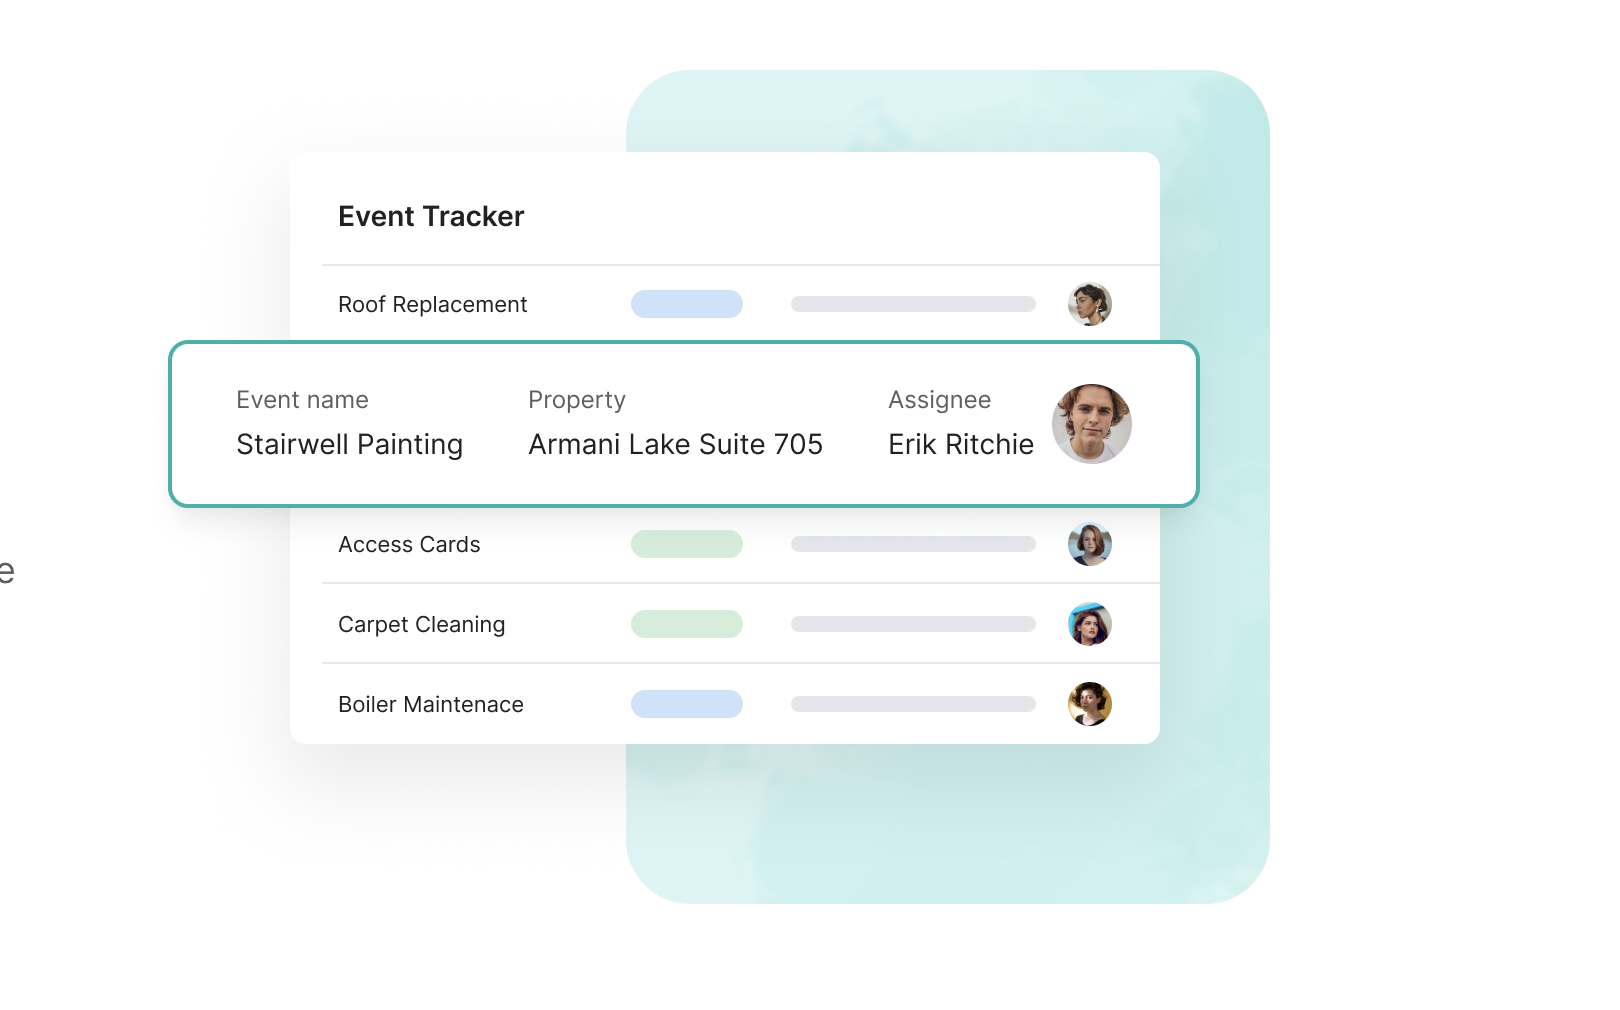 Event Tracker
Roof Replacement
Event name Property Assignee
Stairwell Painting Armani Lake Suite 705 Erik Ritchie
Access Cards
e
Carpet Cleaning
Boiler Maintenace